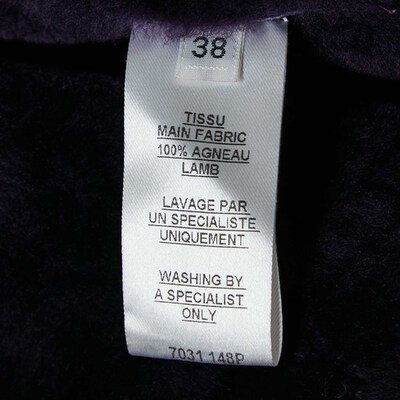 38
TISSU
MAIN FABRIC
100% AGNEAU
LAMB
LAVAGE PAR
UN SPECIALISTE
UNIQUEMENT
WASHING BY
A SPECIALIST
ONLY
7031 148P